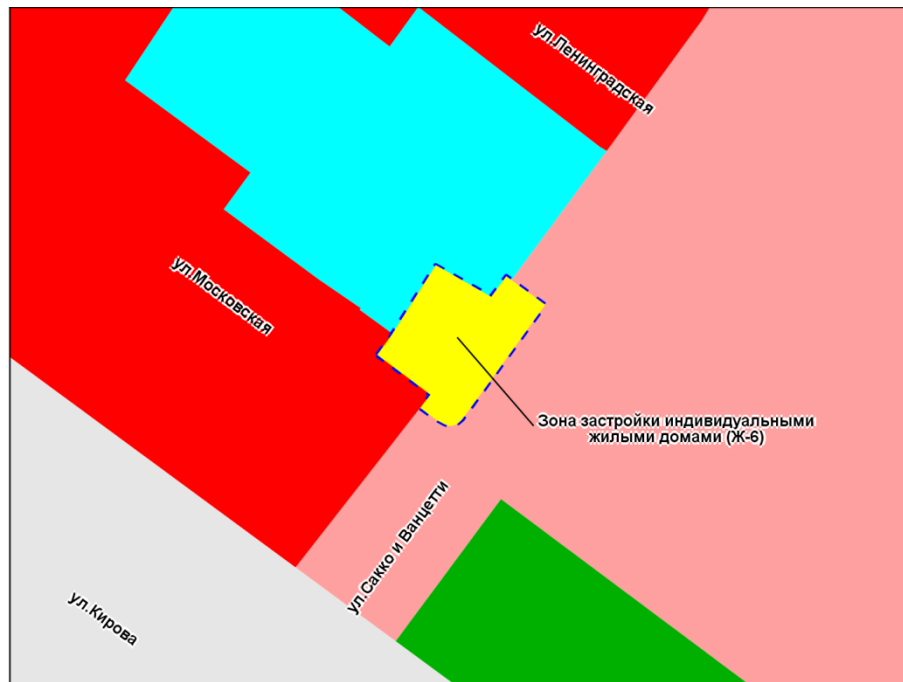 ул.Ленинградская
ул.Московская
Зона застройки индивидуальными
жилыми домами (Ж-6)
ул.Сакко и Ванцетти
ул.Кирова